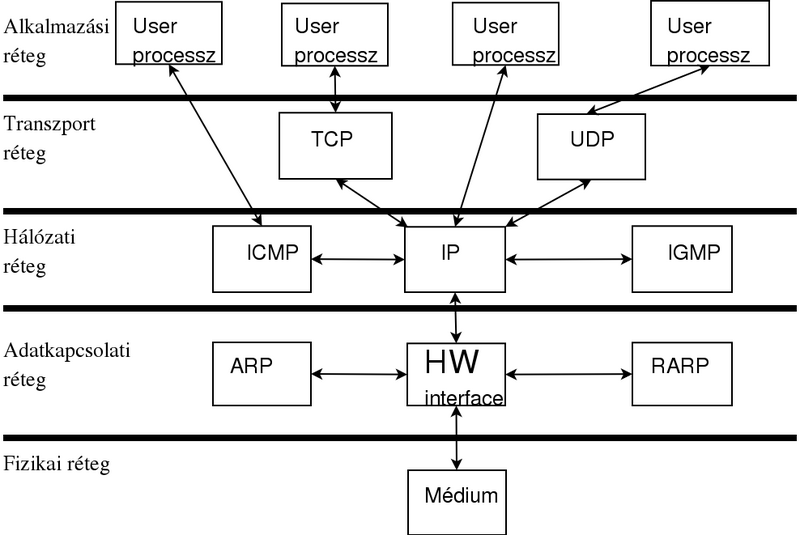 Alkalmazási
réteg
User
processz
User
processz
User
processz
User
processz
Transzport
réteg
TCP
UDP
Hálózati
réteg
ICMP
IP
IGMP
Adatkapcsolati
réteg
ARP
HW
interface
RARP
Fizikai réteg
Médium